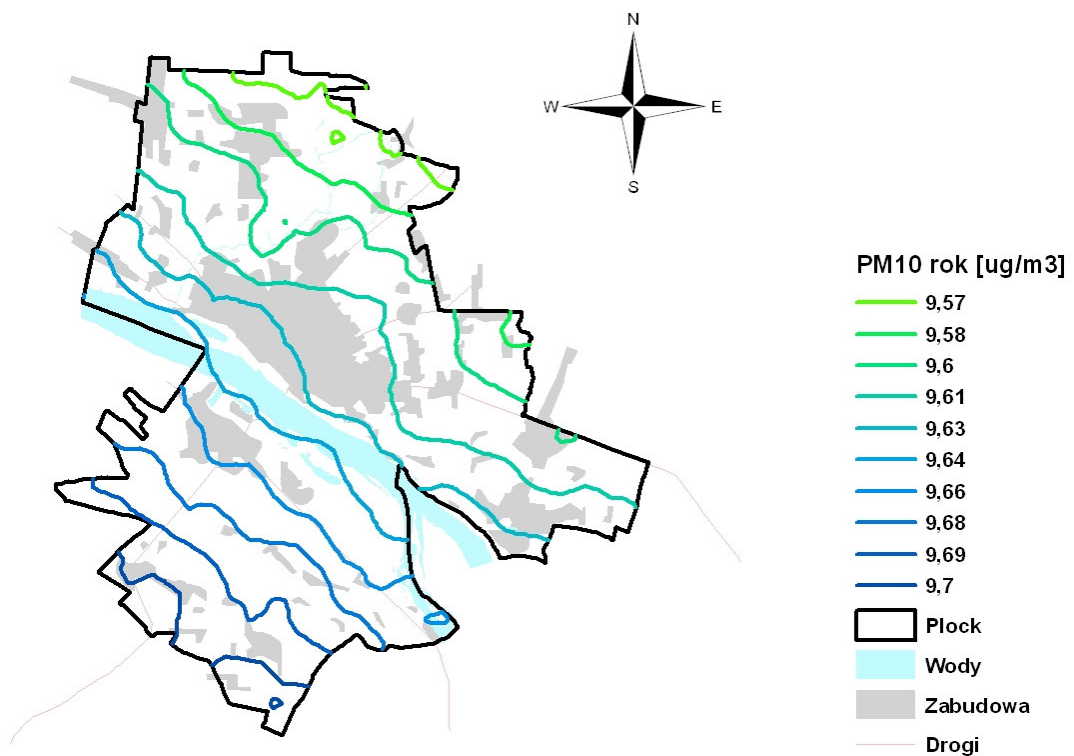 N
W E
S
PM10 rok [ug/m3]
9,57
9,58
9,6
9,61
9,63
9,64
9,66
9,68
9,69
9,7
Plock
Wody
Zabudowa
Drogi